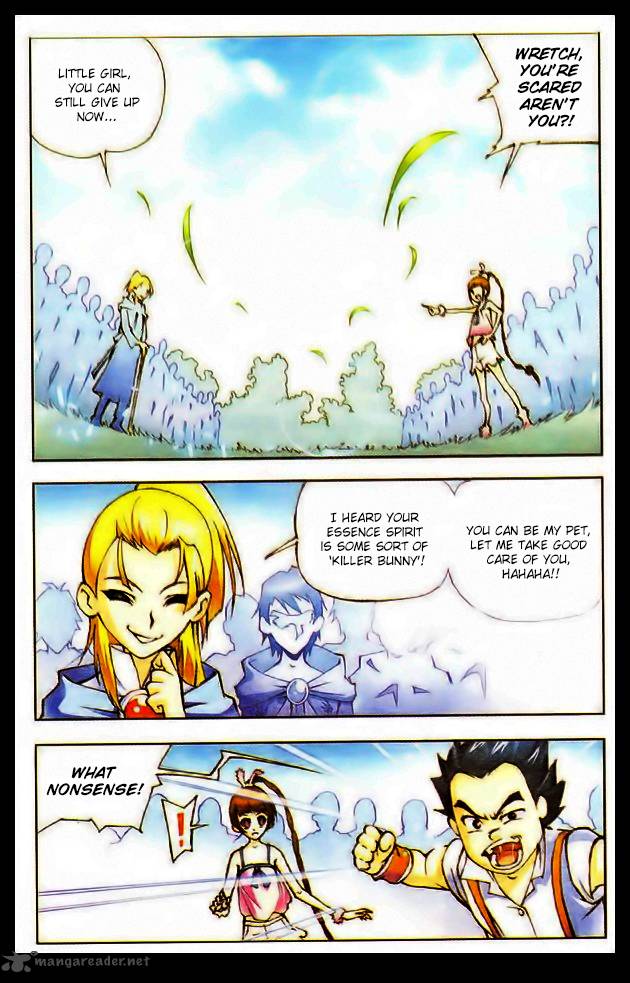 LITTLE GIRL,
YOU CAN
STILL GIVE UP
NOW...
WRETCH,
YOU'RE
SCARED
AREN'T
YOU?!
I HEARD YOUR
ESSENCE SPIRIT
IS SOME SORT OF
'KILLER BUNNY'!
YOU CAN BE MY PET,
LET ME TAKE GOOD
CARE OF YOU,
HAHAHA!!
WHAT
NONSENSE!
!
mangareader.net